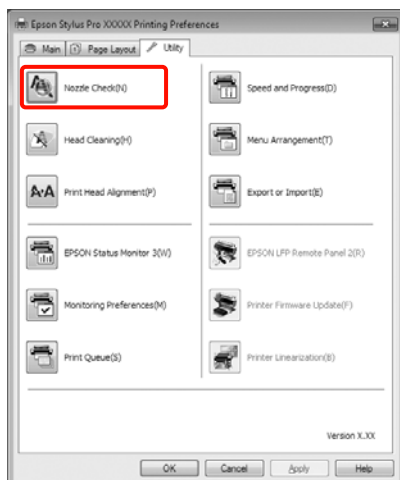 Epson Stylus Pro XXXXX Printing Preferences
Main Page Layout Utility
Nozzle Check(N)
Speed and Progress(D)
Head Cleaning(H)
Menu Arrangement(T)
A A Print Head Alignment(P)
Export or Import(E)
EPSON Status Monitor 3(W)
EPSON LFP Remote Panel 2(R)
Monitoring Preferences(M)
Printer Firmware Update(F)
Print Queue(S)
Printer Linearization(B)
Version X.XX
OK Cancel Apply Help